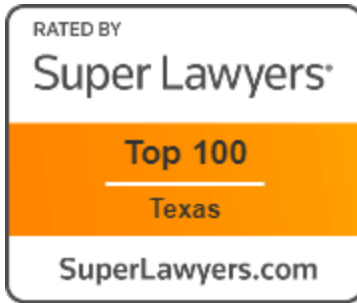 RATED BY
Super Lawyers®
Top 100
Texas
SuperLawyers.com